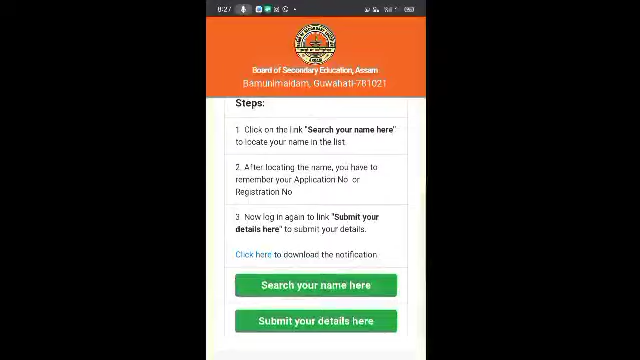 8:27
Board of Secondary Education, Assam
Bamunimaidam, Guwahati-781021
Steps:
1. Click on the link "Search your name here"
to locate your name in the list.
2. After locating the name, you have to
remember your Application No. or
Registration No
3. Now log in again to link "Submit your
details here" to submit your details.
Click here to download the notification.
Search your name here
Submit your details here